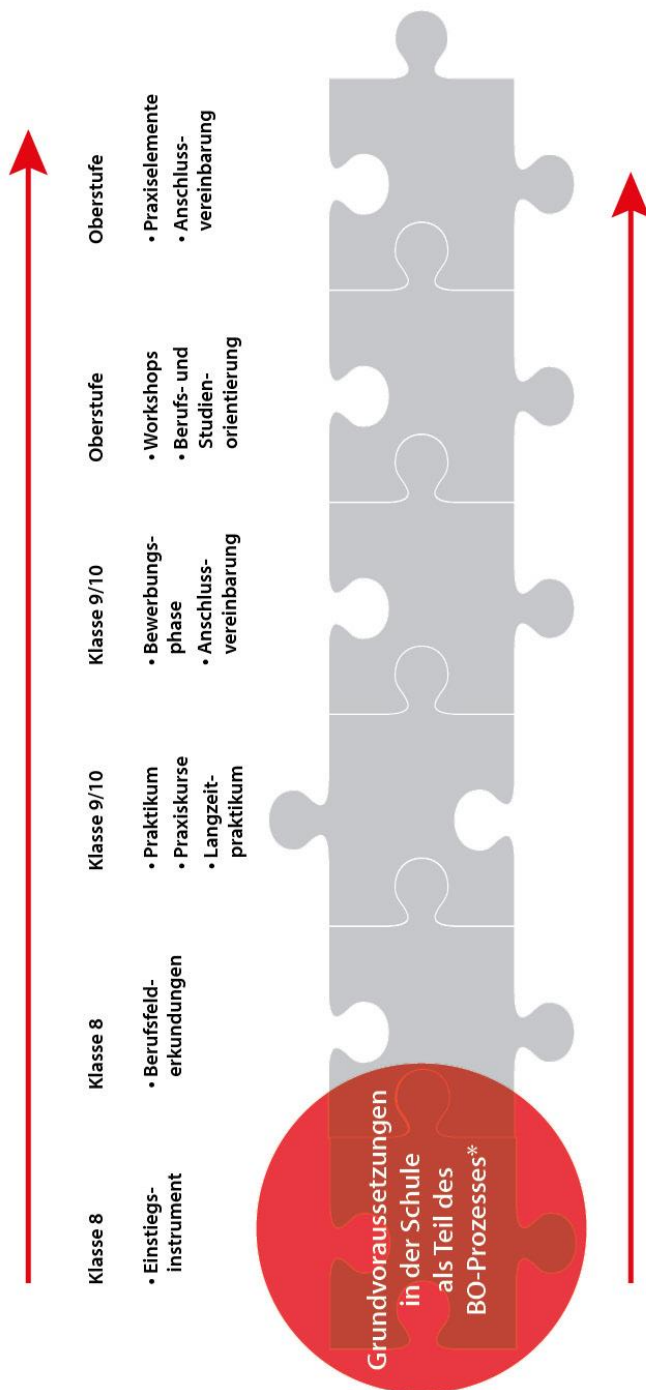 Klasse 8
• Einstiegs-
instrument
Klasse 8
• Berufsfeld-
erkundungen
Klasse 9/10
• Praktikum
• Praxiskurse
• Langzeit-
praktikum
Klasse 9/10
• Bewerbungs-
phase
• Anschluss-
vereinbarung
Oberstufe
• Workshops
• Berufs- und
Studien-
orientierung
Oberstufe
• Praxiselemente
• Anschluss-
vereinbarung
Grundvoraussetzungen
in der Schule
als Teil des
BO-Prozesses*